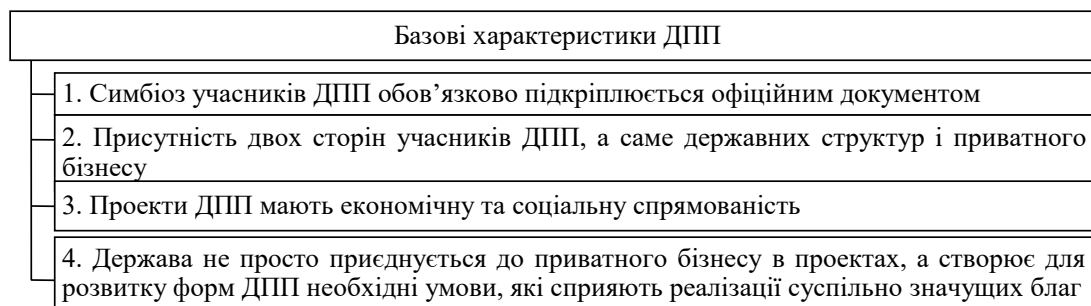 Базові характеристики ДПП
1. Симбіоз учасників ДПП обов’язково підкріплюється офіційним документом
2. Присутність двох сторін учасників ДПП, а саме державних структур і приватного
бізнесу
3. Проекти ДПП мають економічну та соціальну спрямованість
4. Держава не просто приєднується до приватного бізнесу в проектах, а створює для
розвитку форм ДПП необхідні умови, які сприяють реалізації суспільно значущих благ